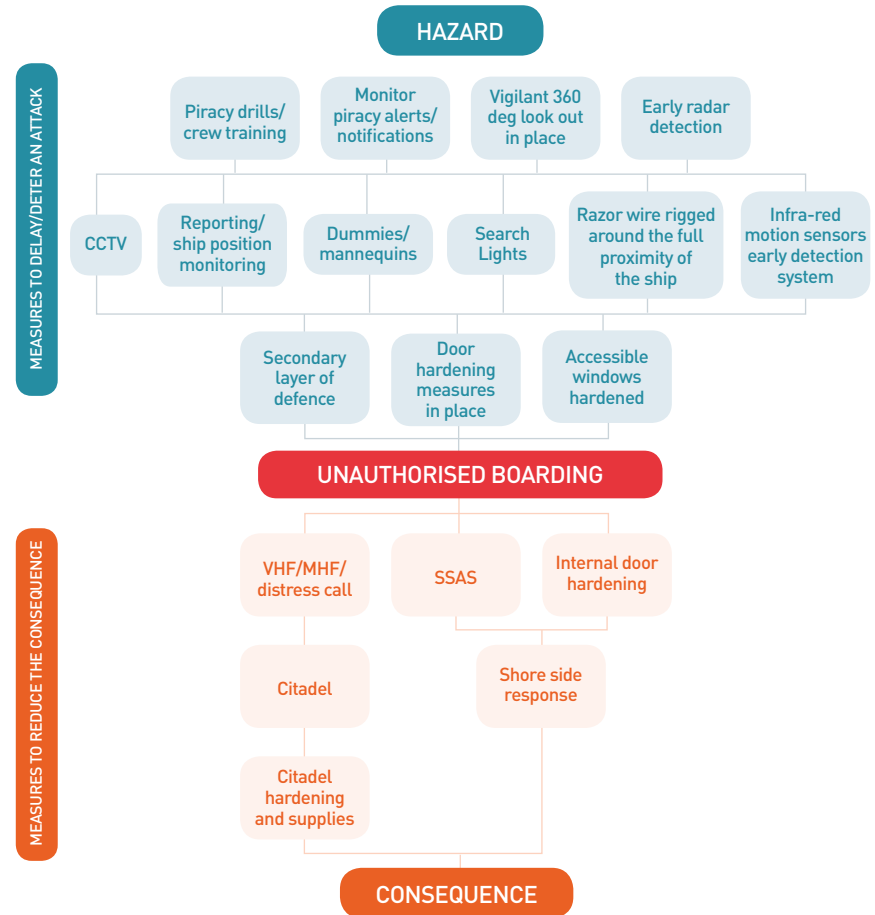 HAZARD
MEASURES TO DELAY/DETER AN ATTACK
Piracy drills/
crew training
Monitor
piracy alerts/
notifications
Vigilant 360
deg look out
in place
Early radar
detection
CCTV
Reporting/
ship position
monitoring
Dummies/
mannequins
Search
Lights
Razor wire rigged
around the full
proximity of
the ship
Infra-red
motion sensors
early detection
system
Secondary
layer of
defence
Door
hardening
measures
in place
Accessible
windows
hardened
UNAUTHORISED BOARDING
MEASURES TO REDUCE THE CONSEQUENCE
VHF/MHF/
distress call
SSAS
Internal door
hardening
Citadel
Shore side
response
Citadel
hardening
and supplies
CONSEQUENCE